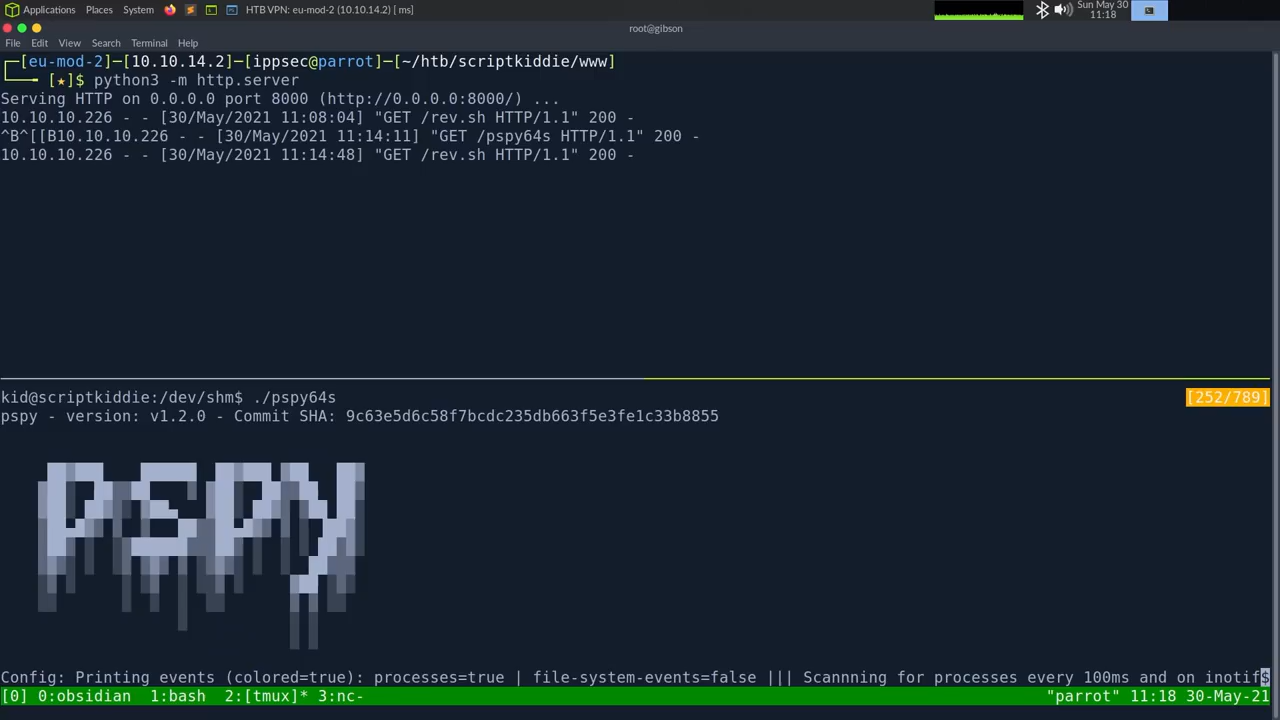 Applications Places System HTB VPN: eu-mod-2 (10.10.14.2) [ ms]
Sun May 30
11:18
root@gibson
File Edit View Search Terminal Help
┌─[eu-mod-2]─[10.10.14.2]─[ippsec@parrot]─[~/htb/scriptkiddie/www]
└──╼ [★]$ python3 -m http.server
Serving HTTP on 0.0.0.0 port 8000 (http://0.0.0.0:8000/) ...
10.10.10.226 - - [30/May/2021 11:08:04] "GET /rev.sh HTTP/1.1" 200 -
^B^[[B10.10.10.226 - - [30/May/2021 11:14:11] "GET /pspy64s HTTP/1.1" 200 -
10.10.10.226 - - [30/May/2021 11:14:48] "GET /rev.sh HTTP/1.1" 200 -
kid@scriptkiddie:/dev/shm$ ./pspy64s [252/789]
pspy - version: v1.2.0 - Commit SHA: 9c63e5d6c58f7bcdc235db663f5e3fe1c33b8855
PSPY
Config: Printing events (colored=true): processes=true | file-system-events=false ||| Scannning for processes every 100ms and on inotif$
[0] 0:obsidian 1:bash 2:[tmux]* 3:nc- "parrot" 11:18 30-May-21